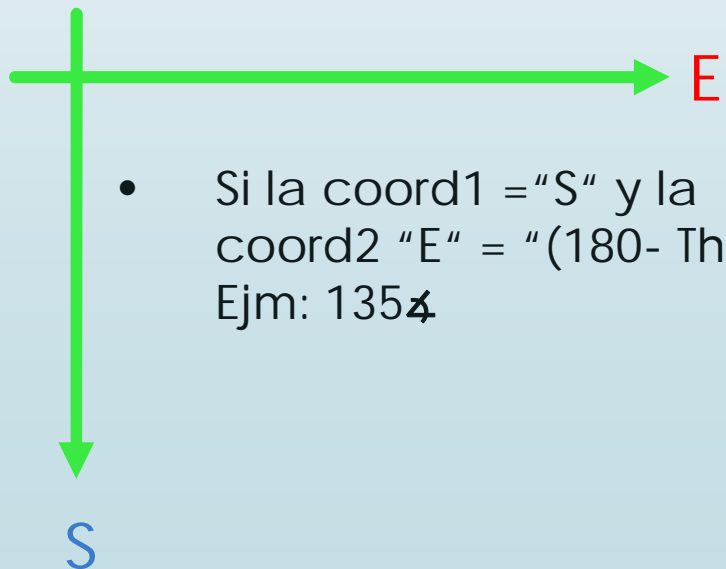 E
• Si la coord1 ="S" y la
coord2 "E" = "(180- Th
Ejm: 135∡
S